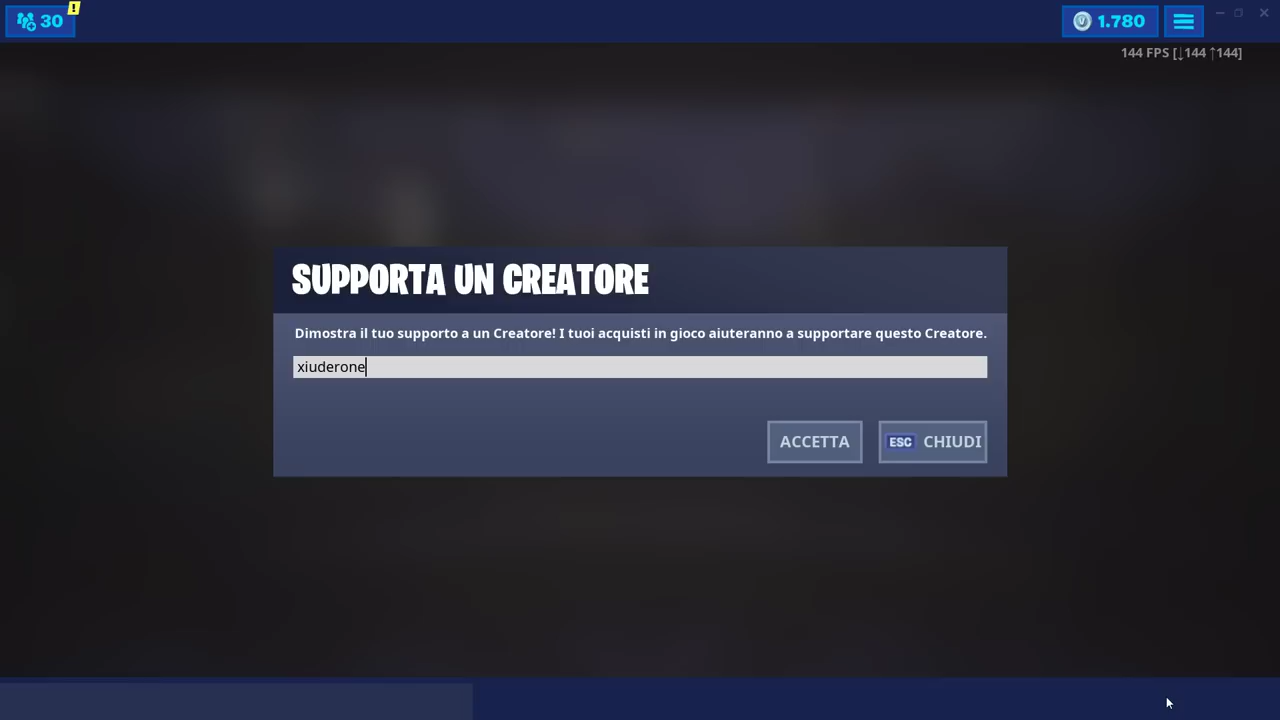 30
!
1.780
144 FPS [↓144 ↑144]
SUPPORTA UN CREATORE
Dimostra il tuo supporto a un Creatore! I tuoi acquisti in gioco aiuteranno a supportare questo Creatore.
xiuderone
ACCETTA
ESC CHIUDI